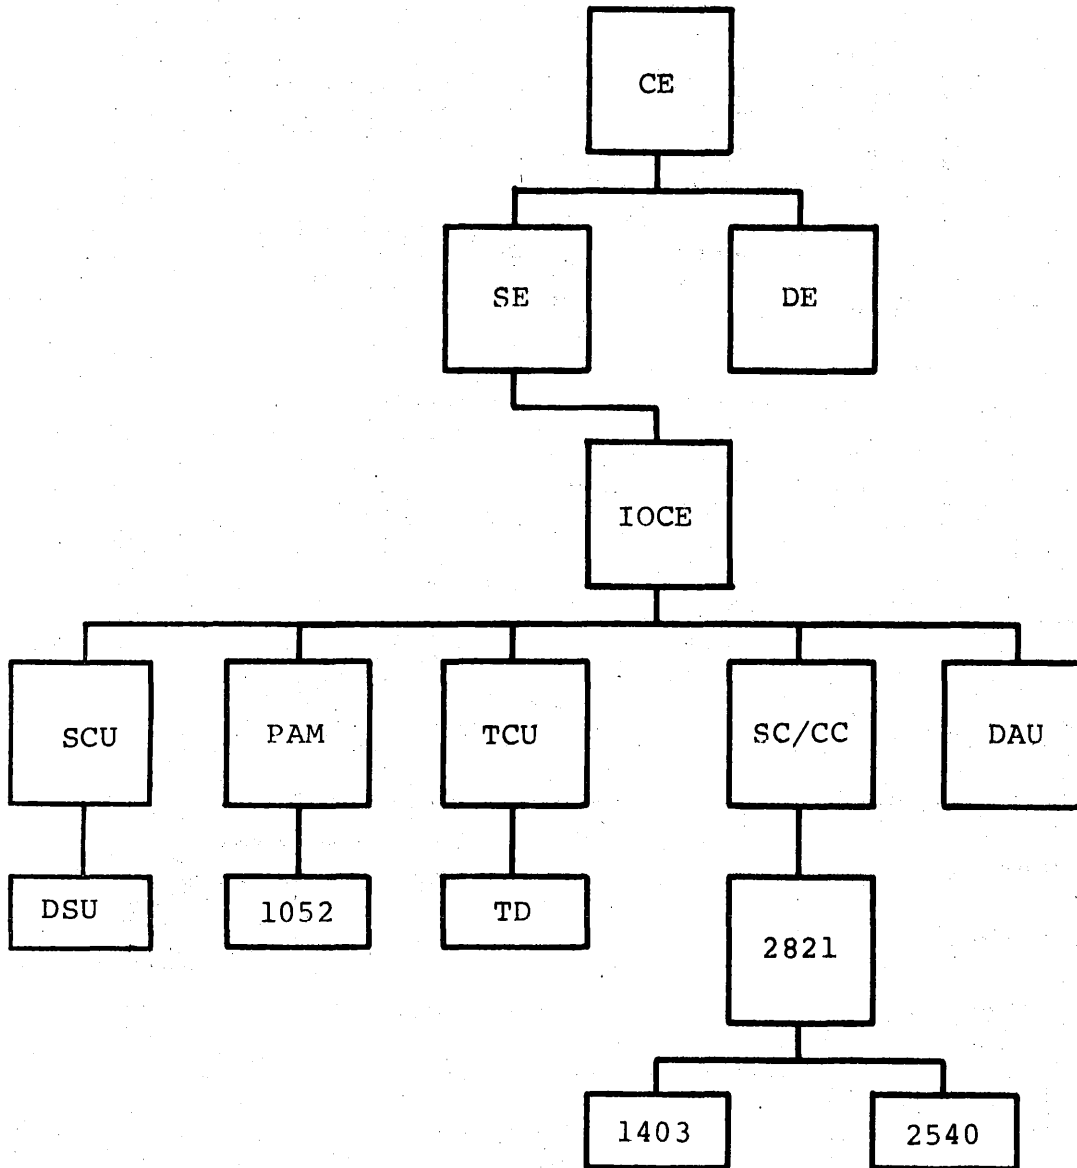 CE
SE
DE
IOCE
SCU
PAM
TCU
SC/CC
DAU
DSU
1052
TD
2821
1403
2540